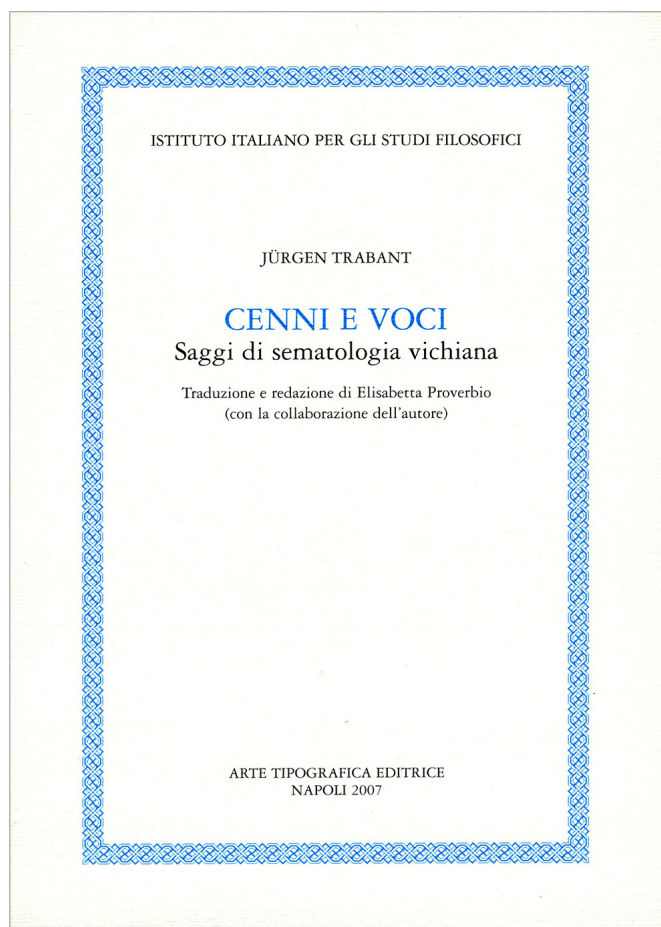 ISTITUTO ITALIANO PER GLI STUDI FILOSOFICI
JÜRGEN TRABANT
CENNI E VOCI
Saggi di sematologia vichiana
Traduzione e redazione di Elisabetta Proverbio
(con la collaborazione dell'autore)
ARTE TIPOGRAFICA EDITRICE
NAPOLI 2007